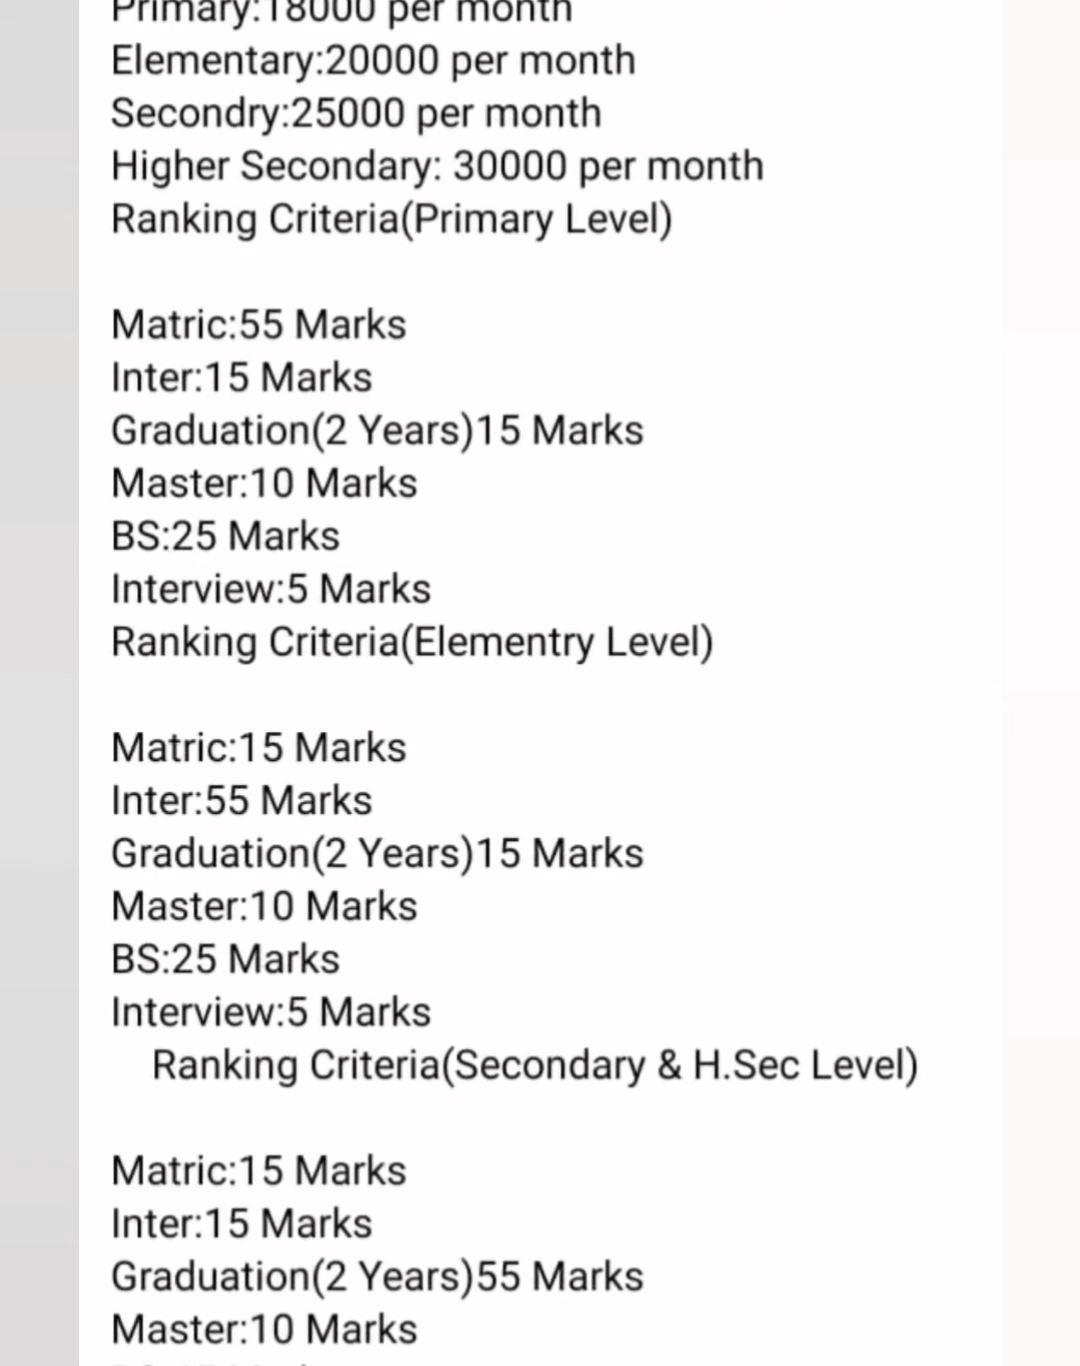 Primary:18000 per month
Elementary:20000 per month
Secondry:25000 per month
Higher Secondary: 30000 per month
Ranking Criteria(Primary Level)
Matric:55 Marks
Inter:15 Marks
Graduation(2 Years)15 Marks
Master:10 Marks
BS:25 Marks
Interview:5 Marks
Ranking Criteria(Elementry Level)
Matric:15 Marks
Inter:55 Marks
Graduation(2 Years)15 Marks
Master:10 Marks
BS:25 Marks
Interview:5 Marks
Ranking Criteria(Secondary & H.Sec Level)
Matric:15 Marks
Inter:15 Marks
Graduation(2 Years)55 Marks
Master:10 Marks